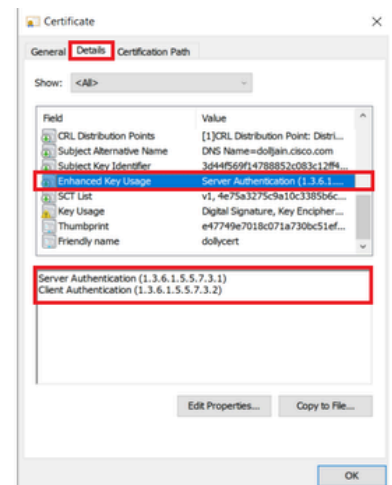 Certificate
General Details Certification Path
Show: <All>
Field Value
CRL Distribution Points [1]CRL Distribution Point: Distri...
Subject Alternative Name DNS Name=dolljain.cisco.com
Subject Key Identifier 3d44f569f14788852c083c12ff4...
Enhanced Key Usage Server Authentication (1.3.6.1....
SCT List v1, 4e75a3275c9a10c3385b6c...
Key Usage Digital Signature, Key Encipher...
Thumbprint e47749e7018c071a730bc51ef...
Friendly name dollycert
Server Authentication (1.3.6.1.5.5.7.3.1)
Client Authentication (1.3.6.1.5.5.7.3.2)
Edit Properties... Copy to File...
OK